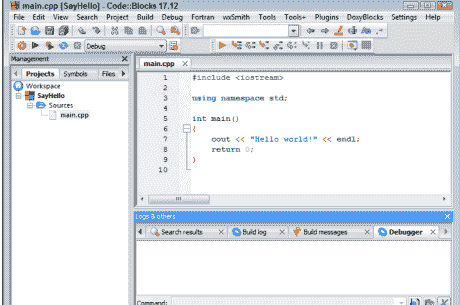 main.cpp [SayHello] - Code::Blocks 17.12
File Edit View Search Project Build Debug Fortran wxSmith Tools Tools+ Plugins DoxyBlocks Settings Help
Debug
Management
Projects Symbols Files
Workspace
SayHello
Sources
main.cpp
main.cpp
1 #include <iostream>
2
3 using namespace std;
4
5 int main()
6 {
7 cout << "Hello world!" << endl;
8 return 0;
9 }
10
Logs & others
Search results Build log Build messages Debugger
Command: